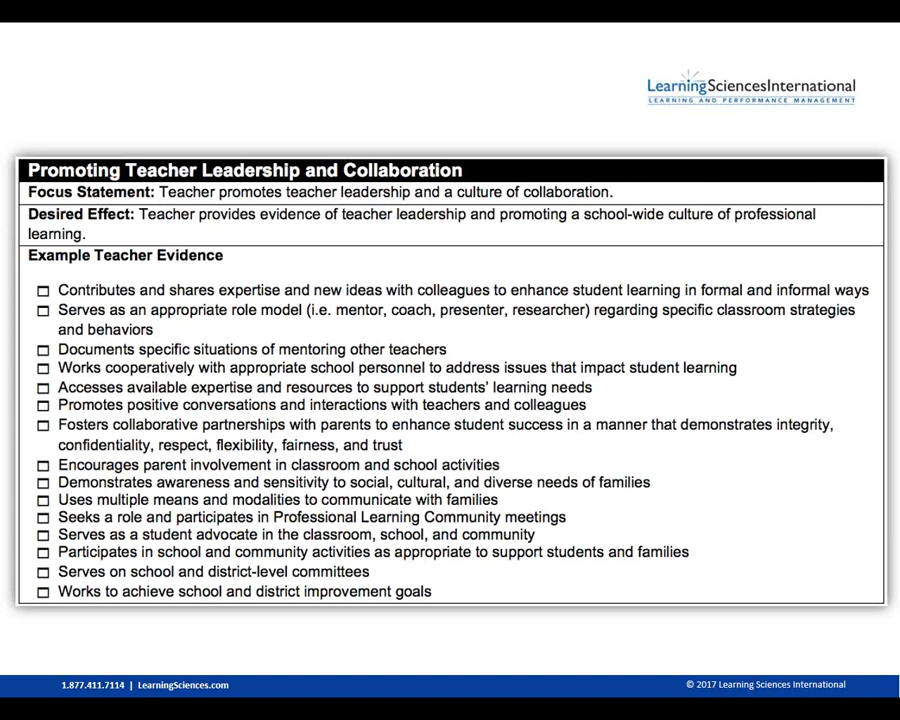 LearningSciencesInternational
LEARNING AND PERFORMANCE MANAGEMENT
Promoting Teacher Leadership and Collaboration
Focus Statement: Teacher promotes teacher leadership and a culture of collaboration.
Desired Effect: Teacher provides evidence of teacher leadership and promoting a school-wide culture of professional
learning.
Example Teacher Evidence
Contributes and shares expertise and new ideas with colleagues to enhance student learning in formal and informal ways
Serves as an appropriate role model (i.e. mentor, coach, presenter, researcher) regarding specific classroom strategies
and behaviors
Documents specific situations of mentoring other teachers
Works cooperatively with appropriate school personnel to address issues that impact student learning
Accesses available expertise and resources to support students' learning needs
Promotes positive conversations and interactions with teachers and colleagues
Fosters collaborative partnerships with parents to enhance student success in a manner that demonstrates integrity,
confidentiality, respect, flexibility, fairness, and trust
Encourages parent involvement in classroom and school activities
Demonstrates awareness and sensitivity to social, cultural, and diverse needs of families
Uses multiple means and modalities to communicate with families
Seeks a role and participates in Professional Learning Community meetings
Serves as a student advocate in the classroom, school, and community
Participates in school and community activities as appropriate to support students and families
Serves on school and district-level committees
Works to achieve school and district improvement goals
1.877.411.7114 | LearningSciences.com
© 2017 Learning Sciences International